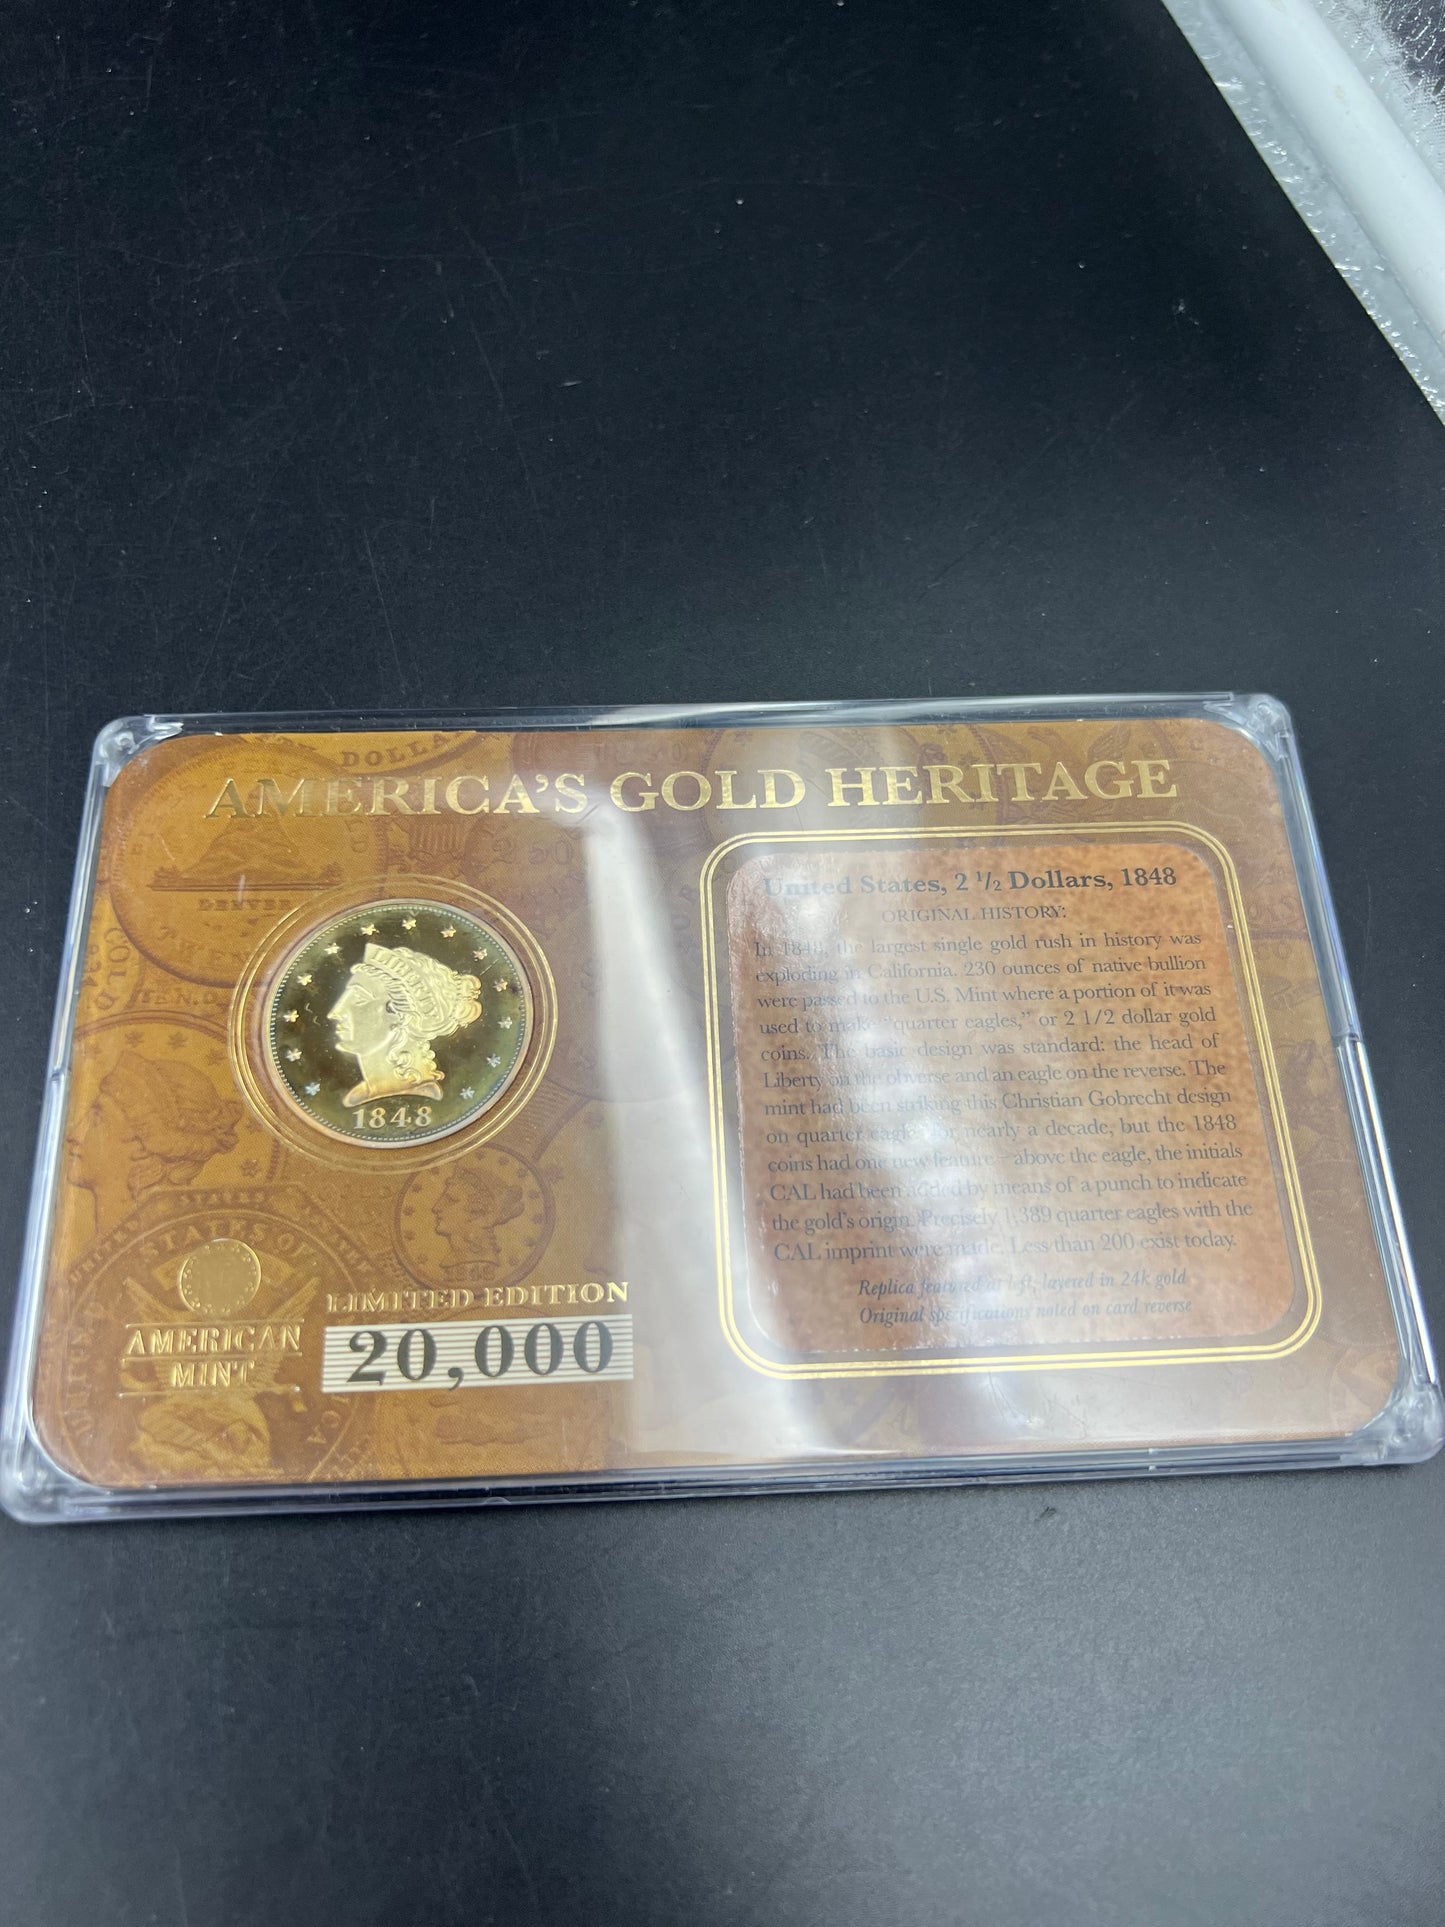 AMERICA'S GOLD HERITAGE
LIBERTY
1848
DENVER
AMERICAN
MINT
LIMITED EDITION
20,000
United States, 2 ½ Dollars, 1848
ORIGINAL HISTORY:
In 1848, the largest single gold rush in history was
exploding in California. 230 ounces of native bullion
were passed to the U.S. Mint where a portion of it was
used to make "quarter eagles," or 2 1/2 dollar gold
coins. The basic design was standard: the head of
Liberty on the obverse and an eagle on the reverse. The
mint had been striking this Christian Gobrecht design
on quarter eagles for nearly a decade, but the 1848
coins had one new feature – above the eagle, the initials
CAL had been added by means of a punch to indicate
the gold's origin. Precisely 1,389 quarter eagles with the
CAL imprint were made. Less than 200 exist today.
Replica featured at left, layered in 24k gold
Original specifications noted on card reverse